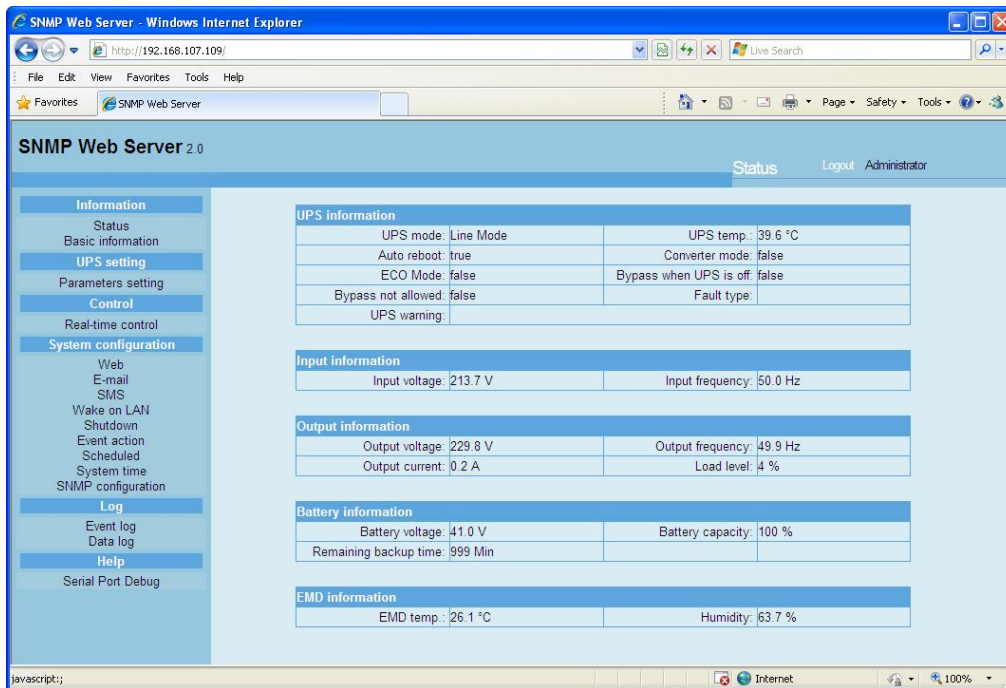 SNMP Web Server - Windows Internet Explorer
http://192.168.107.109/
Live Search
File Edit View Favorites Tools Help
Favorites SNMP Web Server Page Safety Tools
SNMP Web Server 2.0
Status Logout Administrator
Information
Status
Basic information
UPS setting
Parameters setting
Control
Real-time control
System configuration
Web
E-mail
SMS
Wake on LAN
Shutdown
Event action
Scheduled
System time
SNMP configuration
Log
Event log
Data log
Help
Serial Port Debug
UPS information
UPS mode: Line Mode UPS temp.: 39.6 °C
Auto reboot: true Converter mode: false
ECO Mode: false Bypass when UPS is off: false
Bypass not allowed: false Fault type:
UPS warning:
Input information
Input voltage: 213.7 V Input frequency: 50.0 Hz
Output information
Output voltage: 229.8 V Output frequency: 49.9 Hz
Output current: 0.2 A Load level: 4 %
Battery information
Battery voltage: 41.0 V Battery capacity: 100 %
Remaining backup time: 999 Min
EMD information
EMD temp.: 26.1 °C Humidity: 63.7 %
javascript:; Internet 100%